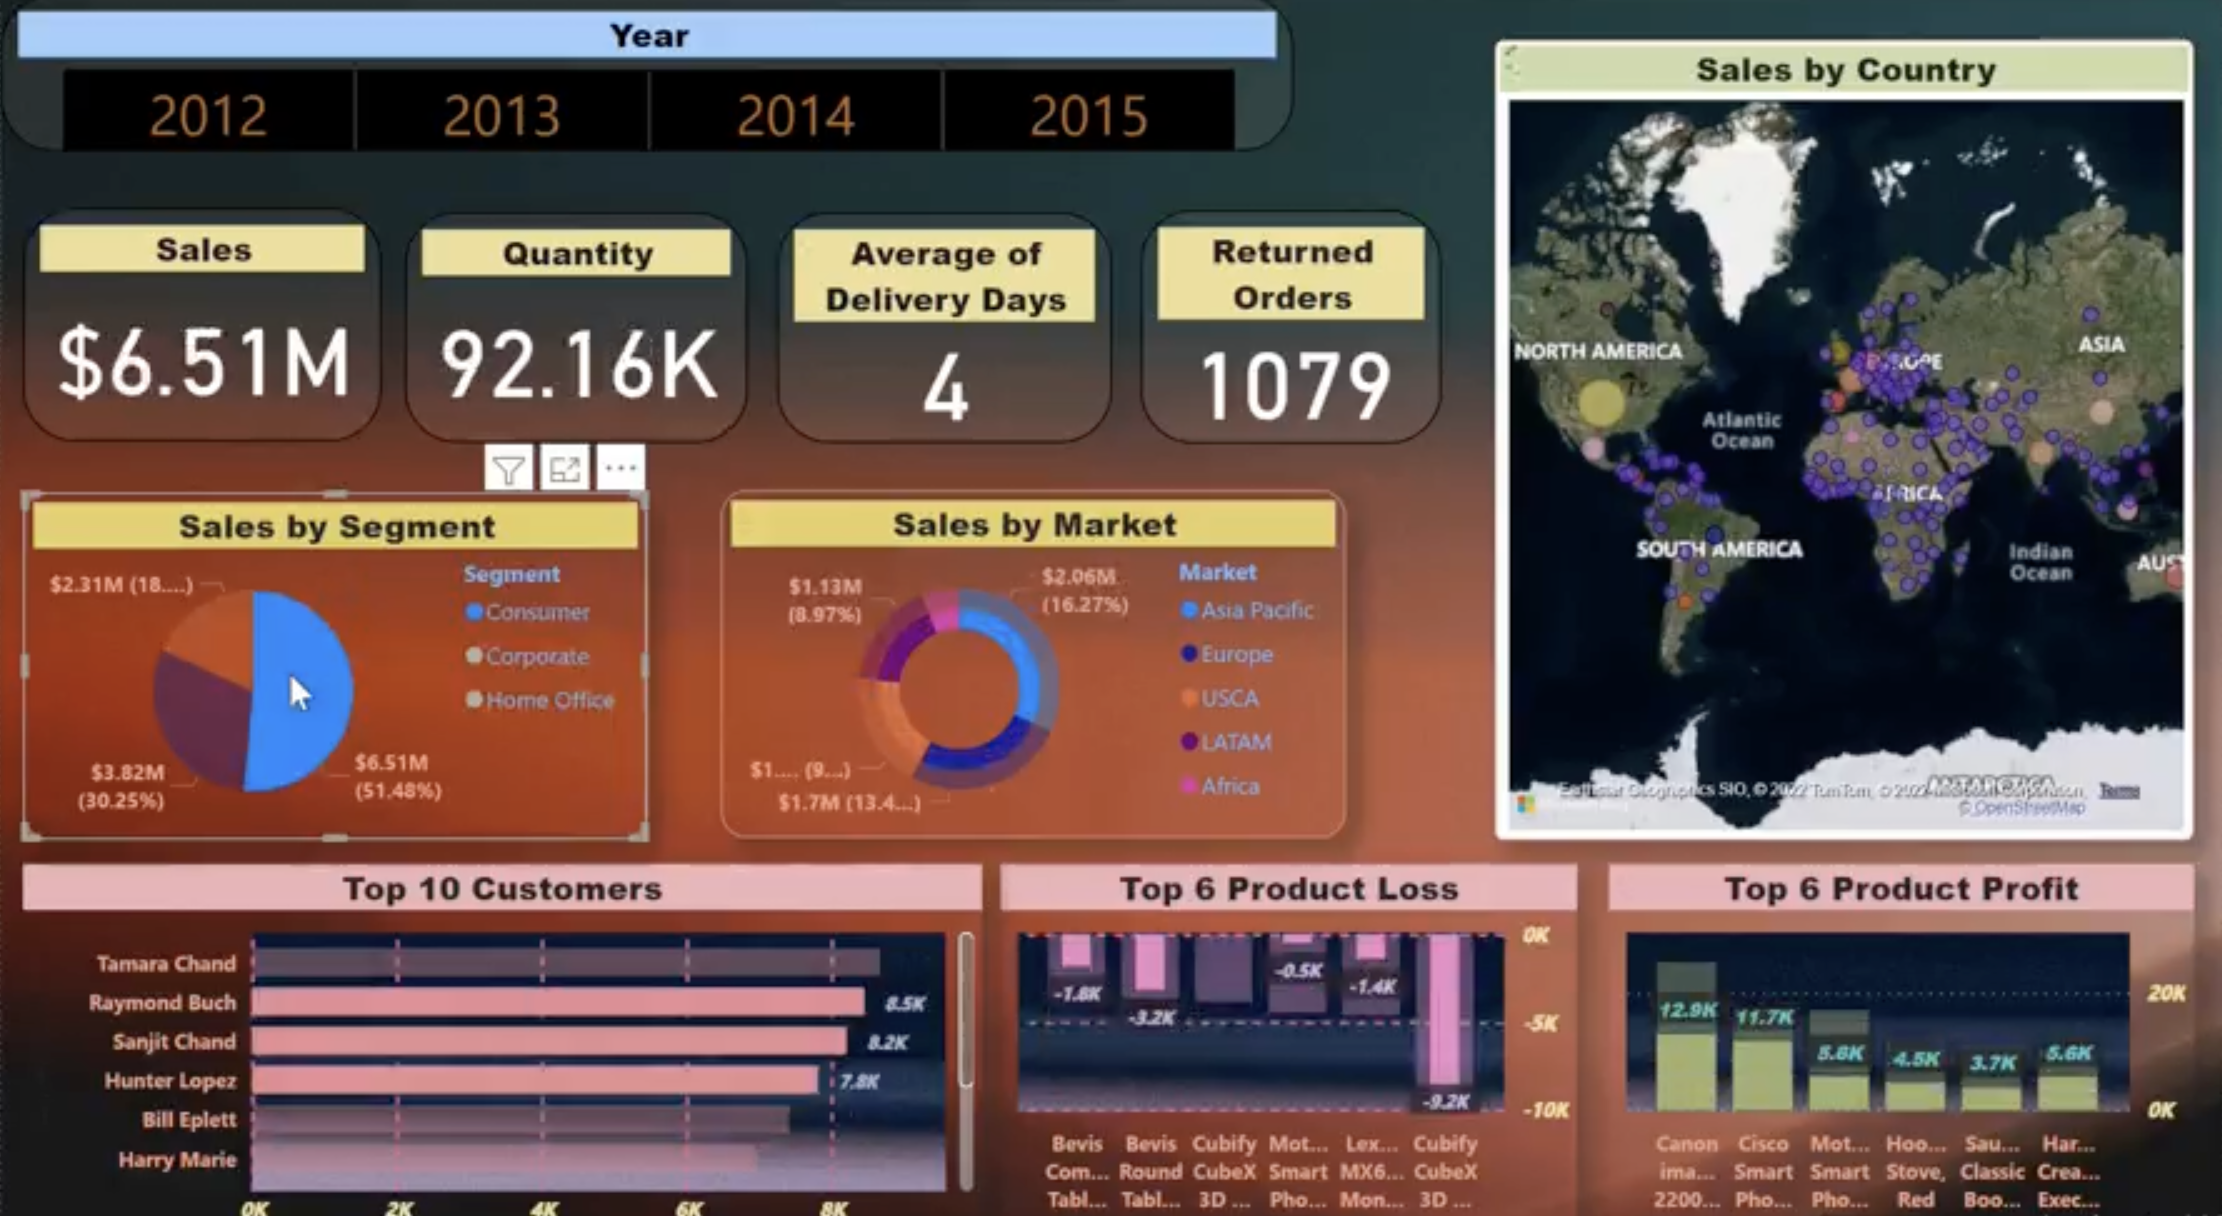 Year
2012
2013
2014
2015
Sales
$6.51M
Quantity
92.16K
Average of
Delivery Days
4
Returned
Orders
1079
Sales by Country
NORTH AMERICA
ASIA
Atlantic
Ocean
SOUTH AMERICA
Indian
Ocean
AUST
ANTARCTICA
Earthstar Geographics SIO, © 2022 TomTom, © 2022 Microsoft Corporation,
Terms
© OpenStreetMap
Sales by Segment
$2.31M (18....)
$3.82M
(30.25%)
$6.51M
(51.48%)
Segment
Consumer
Corporate
Home Office
Sales by Market
$1.13M
(8.97%)
$2.06M
(16.27%)
$1.... (9...)
$1.7M (13.4...)
Market
Asia Pacific
Europe
USCA
LATAM
Africa
Top 10 Customers
Tamara Chand
Raymond Buch
8.5K
Sanjit Chand
8.2K
Hunter Lopez
7.8K
Bill Eplett
Harry Marie
0K
2K
4K
6K
8K
Top 6 Product Loss
0K
-5K
-10K
-1.8K
-3.2K
-0.5K
-1.4K
-9.2K
Bevis
Com...
Tabl...
Bevis
Round
Tabl...
Cubify
CubeX
3D ...
Mot...
Smart
Pho...
Lex...
MX6...
Mon...
Cubify
CubeX
3D ...
Top 6 Product Profit
20K
0K
12.9K
11.7K
5.8K
4.5K
3.7K
5.6K
Canon
ima...
2200...
Cisco
Smart
Pho...
Mot...
Smart
Pho...
Hoo...
Stove,
Red
Sau...
Classic
Boo...
Har...
Crea...
Exec...